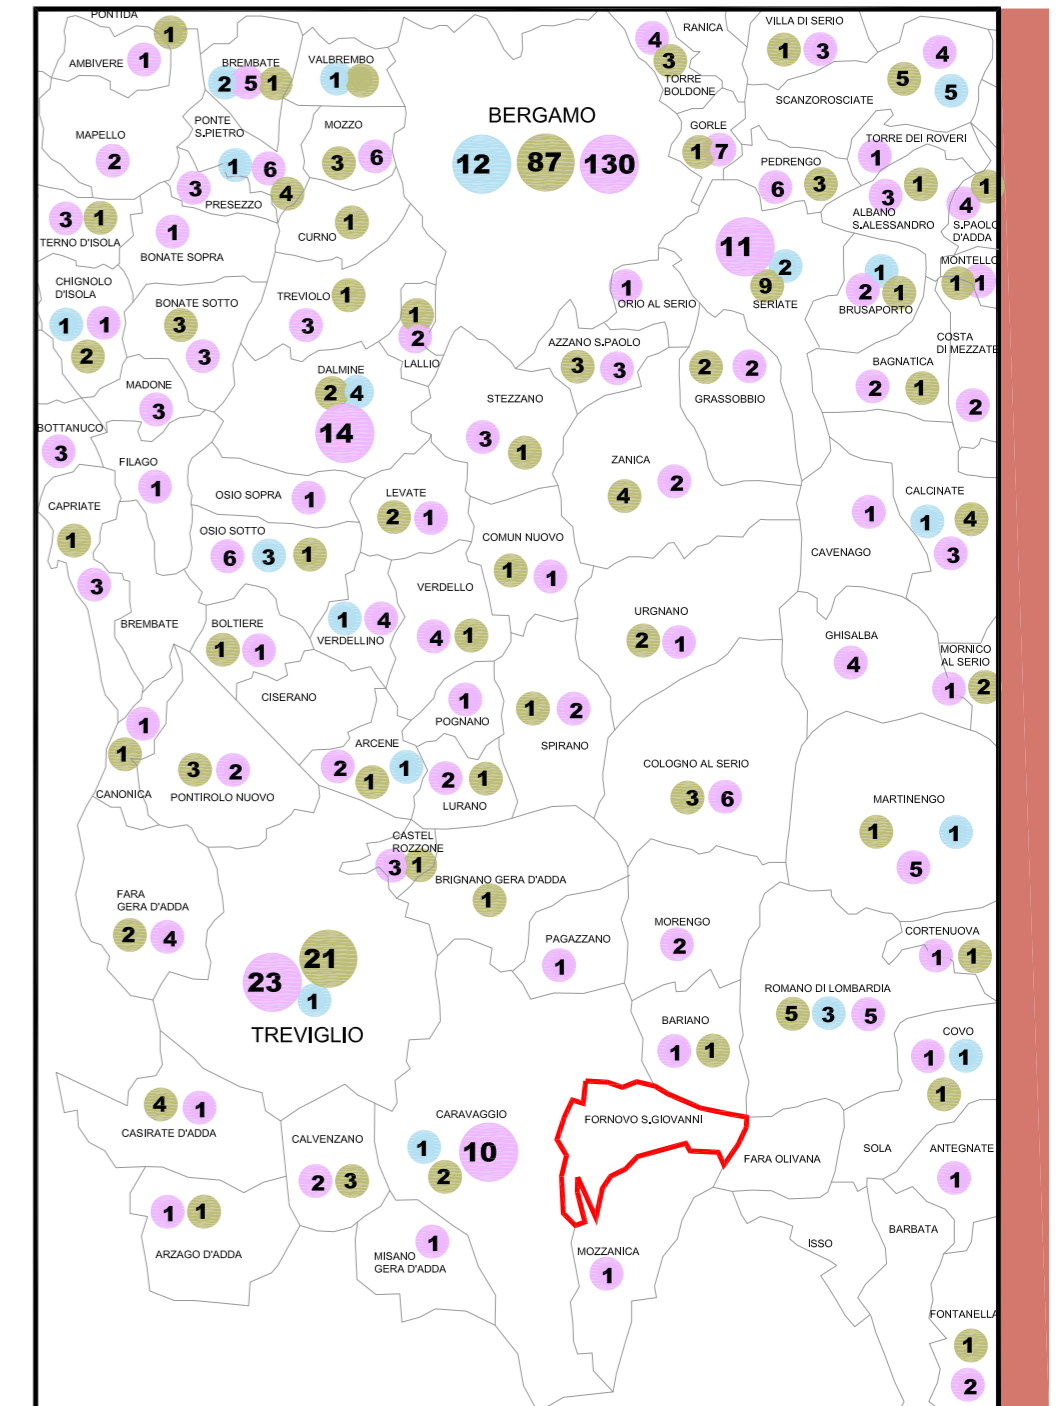 PONTIDA
1
AMBIVERE 1
BREMBATE
2 5 1
VALBREMBO
1
RANICA
4
3
TORRE
BOLDONE
VILLA DI SERIO
1 3
4
5
5
SCANZOROSCIATE
BERGAMO
12 87 130
MAPELLO
2
PONTE
S.PIETRO
1 6
4
3
PRESEZZO
MOZZO
3 6
GORLE
1 7
PEDRENGO
6 3
TORRE DEI ROVERI
1
3 1
ALBANO
S.ALESSANDRO
1
4
S.PAOLO
D'ADDA
3 1
TERNO D'ISOLA
1
BONATE SOPRA
1
CURNO
11
2
9
SERIATE
1
2 1
BRUSAPORTO
MONTELLO
1 1
CHIGNOLO
D'ISOLA
1 1
2
BONATE SOTTO
3
3
TREVIOLO 1
3
1
2
LALLIO
1
ORIO AL SERIO
AZZANO S.PAOLO
3 3
2 2
GRASSOBBIO
BAGNATICA
2 1
COSTA
DI MEZZATE
2
MADONE
3
DALMINE
2 4
14
STEZZANO
3
1
BOTTANUCO
3
FILAGO
1
OSIO SOPRA 1
LEVATE
2 1
ZANICA
2
4
1
CAVENAGO
CALCINATE
1 4
3
CAPRIATE
1
3
BREMBATE
OSIO SOTTO
6 3 1
COMUN NUOVO
1 1
VERDELLO
4 1
BOLTIERE
1 1
1 4
VERDELLINO
URGNANO
2 1
GHISALBA
4
MORNICO
AL SERIO
1 2
CISERANO
1
POGNANO
1 2
SPIRANO
1
1
CANONICA
3 2
PONTIROLO NUOVO
ARCENE
2 1 1
2 1
LURANO
COLOGNO AL SERIO
3 6
MARTINENGO
1 1
5
CASTEL
ROZZONE
3 1
BRIGNANO GERA D'ADDA
1
FARA
GERA D'ADDA
2 4
PAGAZZANO
1
MORENGO
2
CORTENUOVA
1 1
23 21
1
TREVIGLIO
ROMANO DI LOMBARDIA
5 3 5
BARIANO
1 1
COVO
1 1
1
4 1
CASIRATE D'ADDA
CALVENZANO
2 3
CARAVAGGIO
1 10
2
FORNOVO S.GIOVANNI
FARA OLIVANA
SOLA
ANTEGNATE
1
1 1
ARZAGO D'ADDA
1
MISANO
GERA D'ADDA
MOZZANICA
1
ISSO
BARBATA
FONTANELLA
1
2